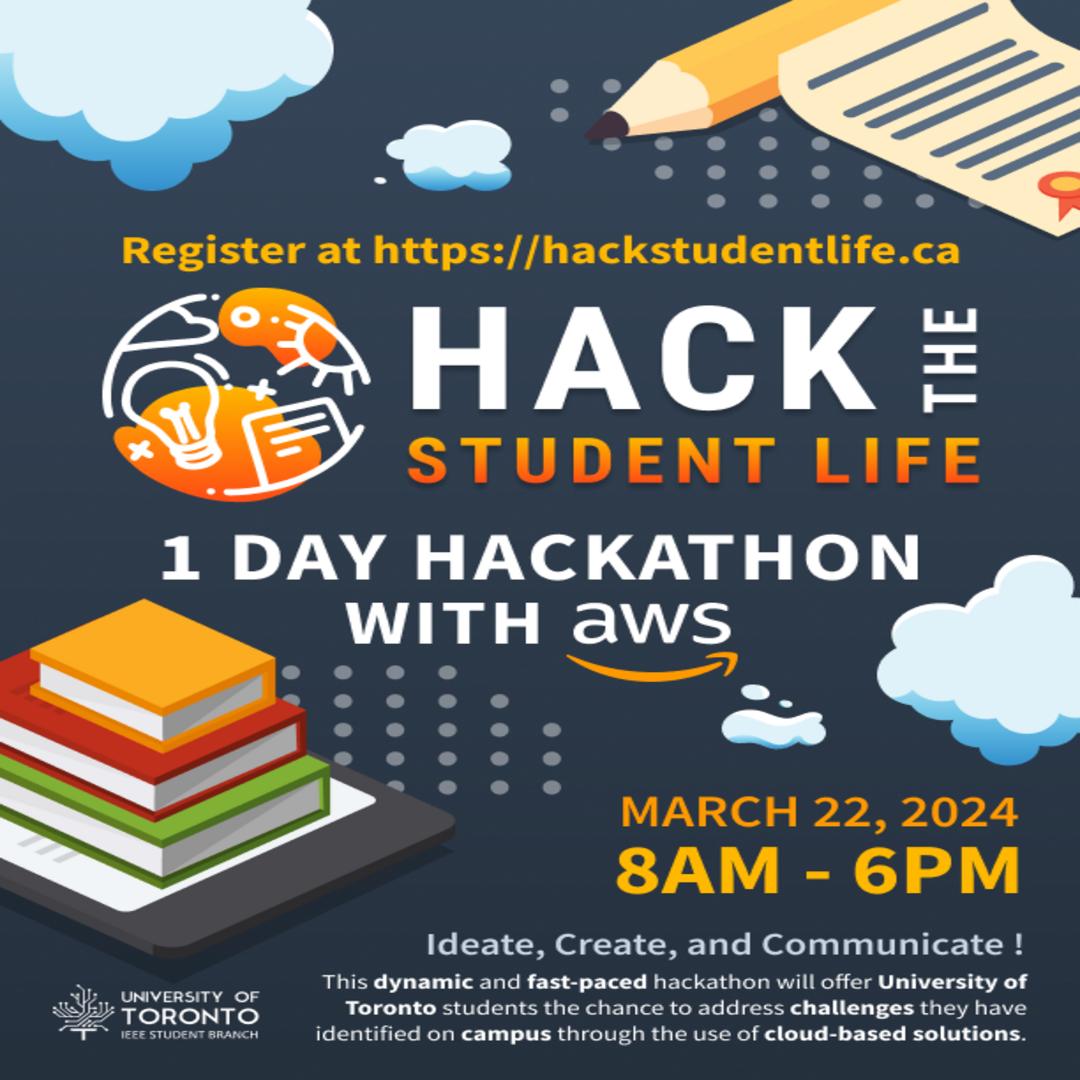 Register at https://hackstudentlife.ca
HACK THE
STUDENT LIFE
1 DAY HACKATHON
WITH aws
MARCH 22, 2024
8AM - 6PM
Ideate, Create, and Communicate !
This dynamic and fast-paced hackathon will offer University of
Toronto students the chance to address challenges they have
identified on campus through the use of cloud-based solutions.
UNIVERSITY OF
TORONTO
IEEE STUDENT BRANCH